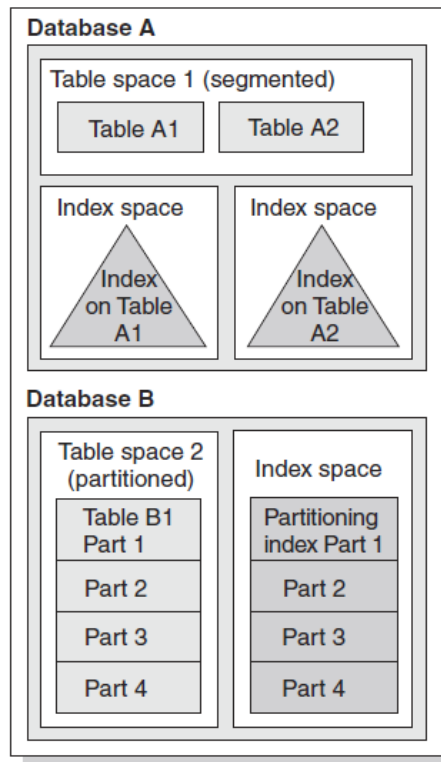 Database A
Table space 1 (segmented)
Table A1
Table A2
Index space
Index
on Table
A1
Index space
Index
on Table
A2
Database B
Table space 2
(partitioned)
Table B1
Part 1
Part 2
Part 3
Part 4
Index space
Partitioning
index Part 1
Part 2
Part 3
Part 4